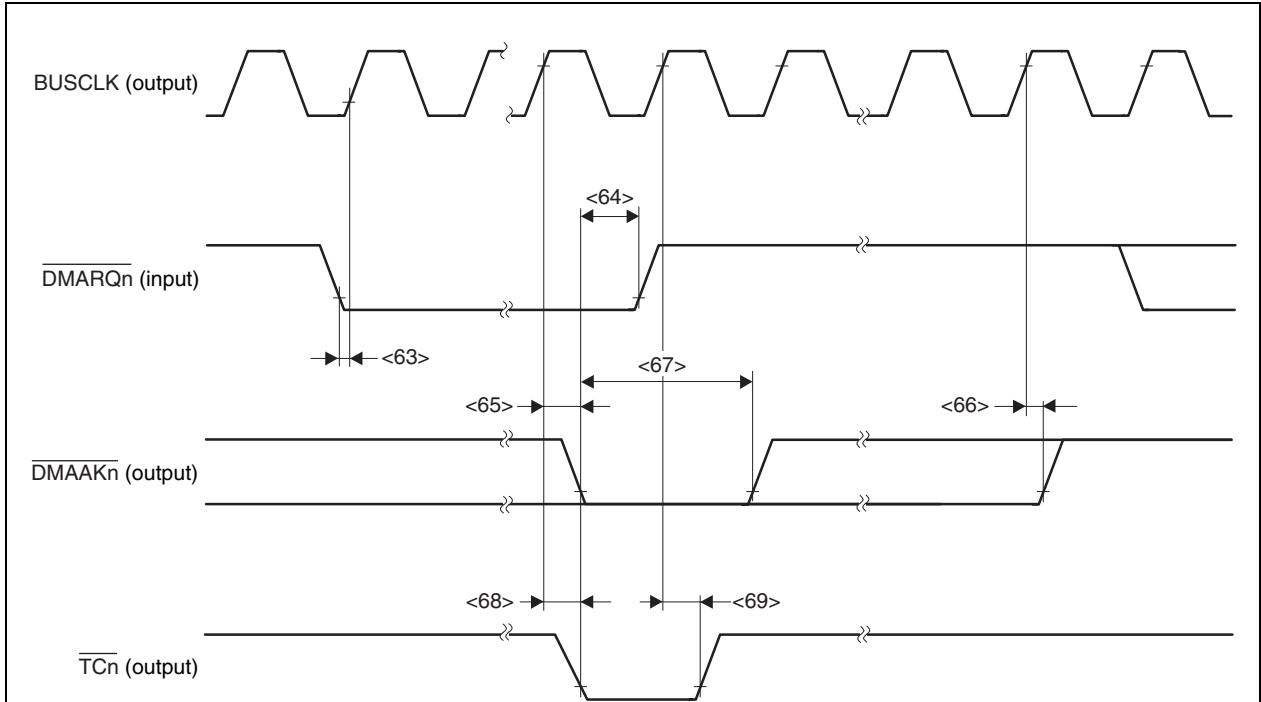 BUSCLK (output)
<64>
DMARQn (input)
<63>
<67>
<65>
<66>
DMAAKn (output)
<68>
<69>
TCn (output)